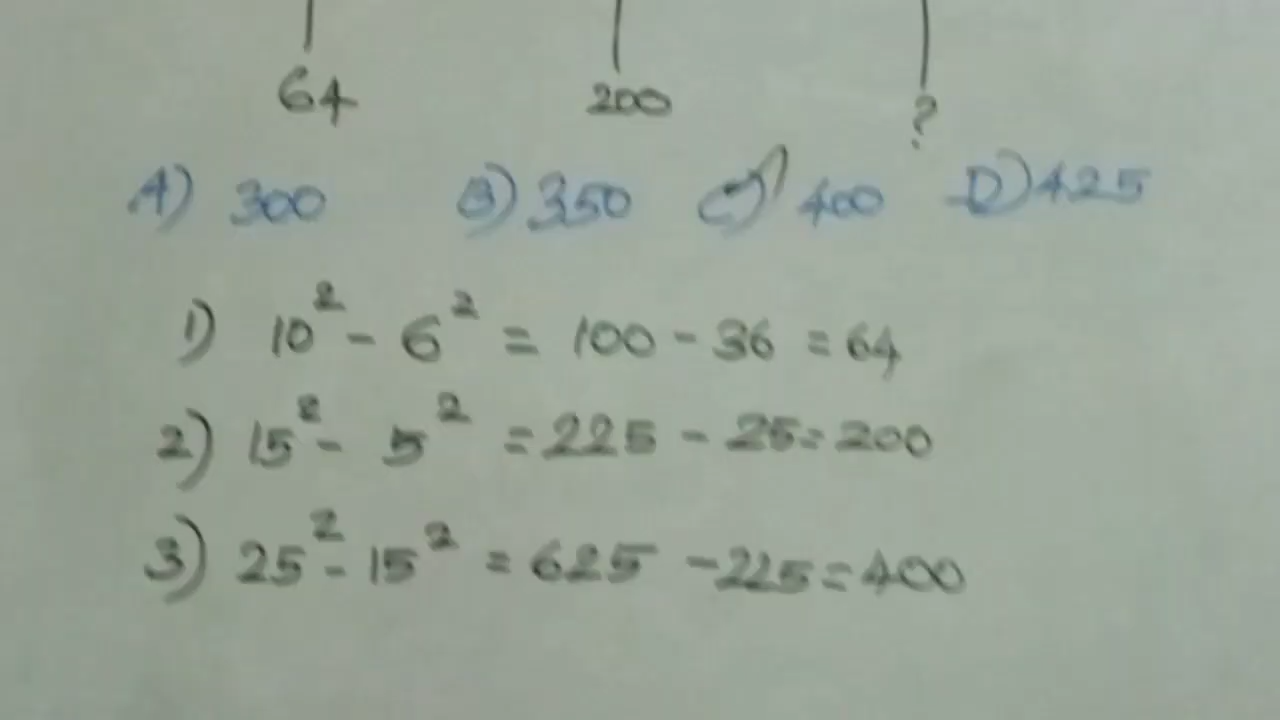 64 200 ?
A) 300 B) 350 C) 400 D) 425
1) 10² - 6² = 100 - 36 = 64
2) 15² - 5² = 225 - 25 = 200
3) 25² - 15² = 625 - 225 = 400